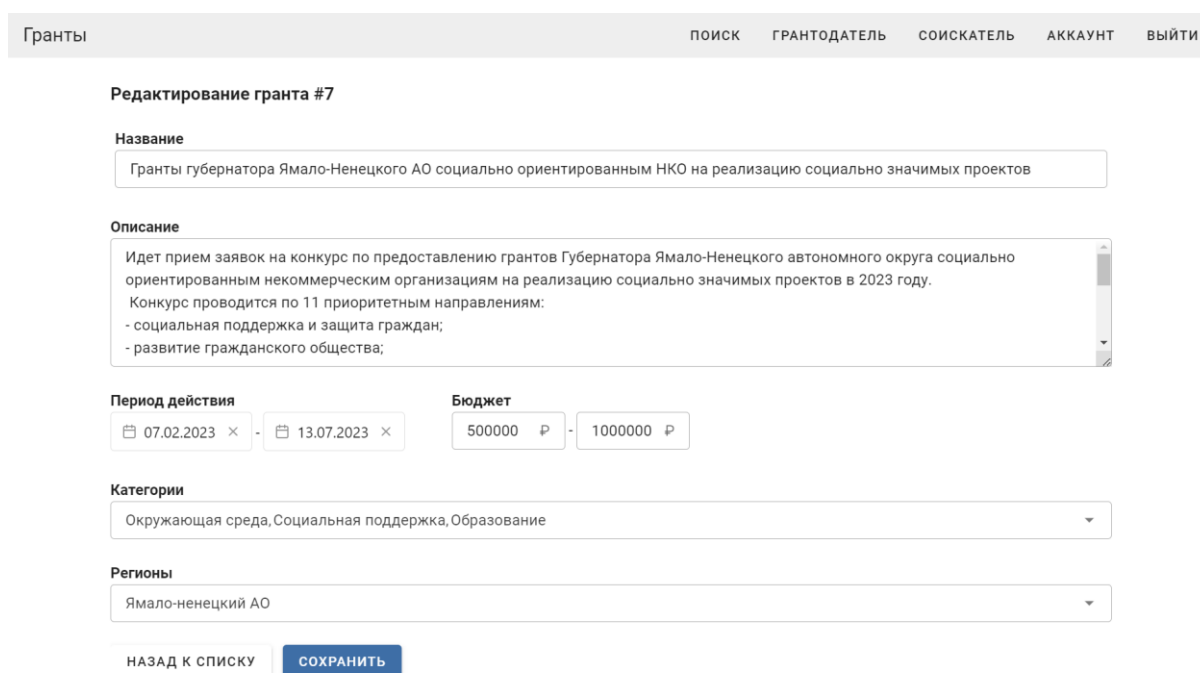 Гранты
ПОИСК ГРАНТОДАТЕЛЬ СОИСКАТЕЛЬ АККАУНТ ВЫЙТИ
Редактирование гранта #7
Название
Гранты губернатора Ямало-Ненецкого АО социально ориентированным НКО на реализацию социально значимых проектов
Описание
Идет прием заявок на конкурс по предоставлению грантов Губернатора Ямало-Ненецкого автономного округа социально
ориентированным некоммерческим организациям на реализацию социально значимых проектов в 2023 году.
Конкурс проводится по 11 приоритетным направлениям:
- социальная поддержка и защита граждан;
- развитие гражданского общества;
Период действия Бюджет
07.02.2023 - 13.07.2023 500000 ₽ - 1000000 ₽
Категории
Окружающая среда, Социальная поддержка, Образование
Регионы
Ямало-ненецкий АО
НАЗАД К СПИСКУ СОХРАНИТЬ